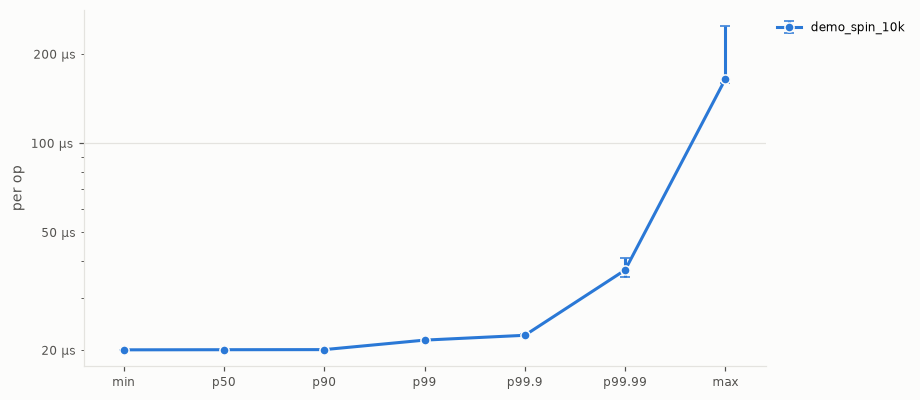 demo_spin_10k
200 µs
100 µs
50 µs
20 µs
per op
min p50 p90 p99 p99.9 p99.99 max